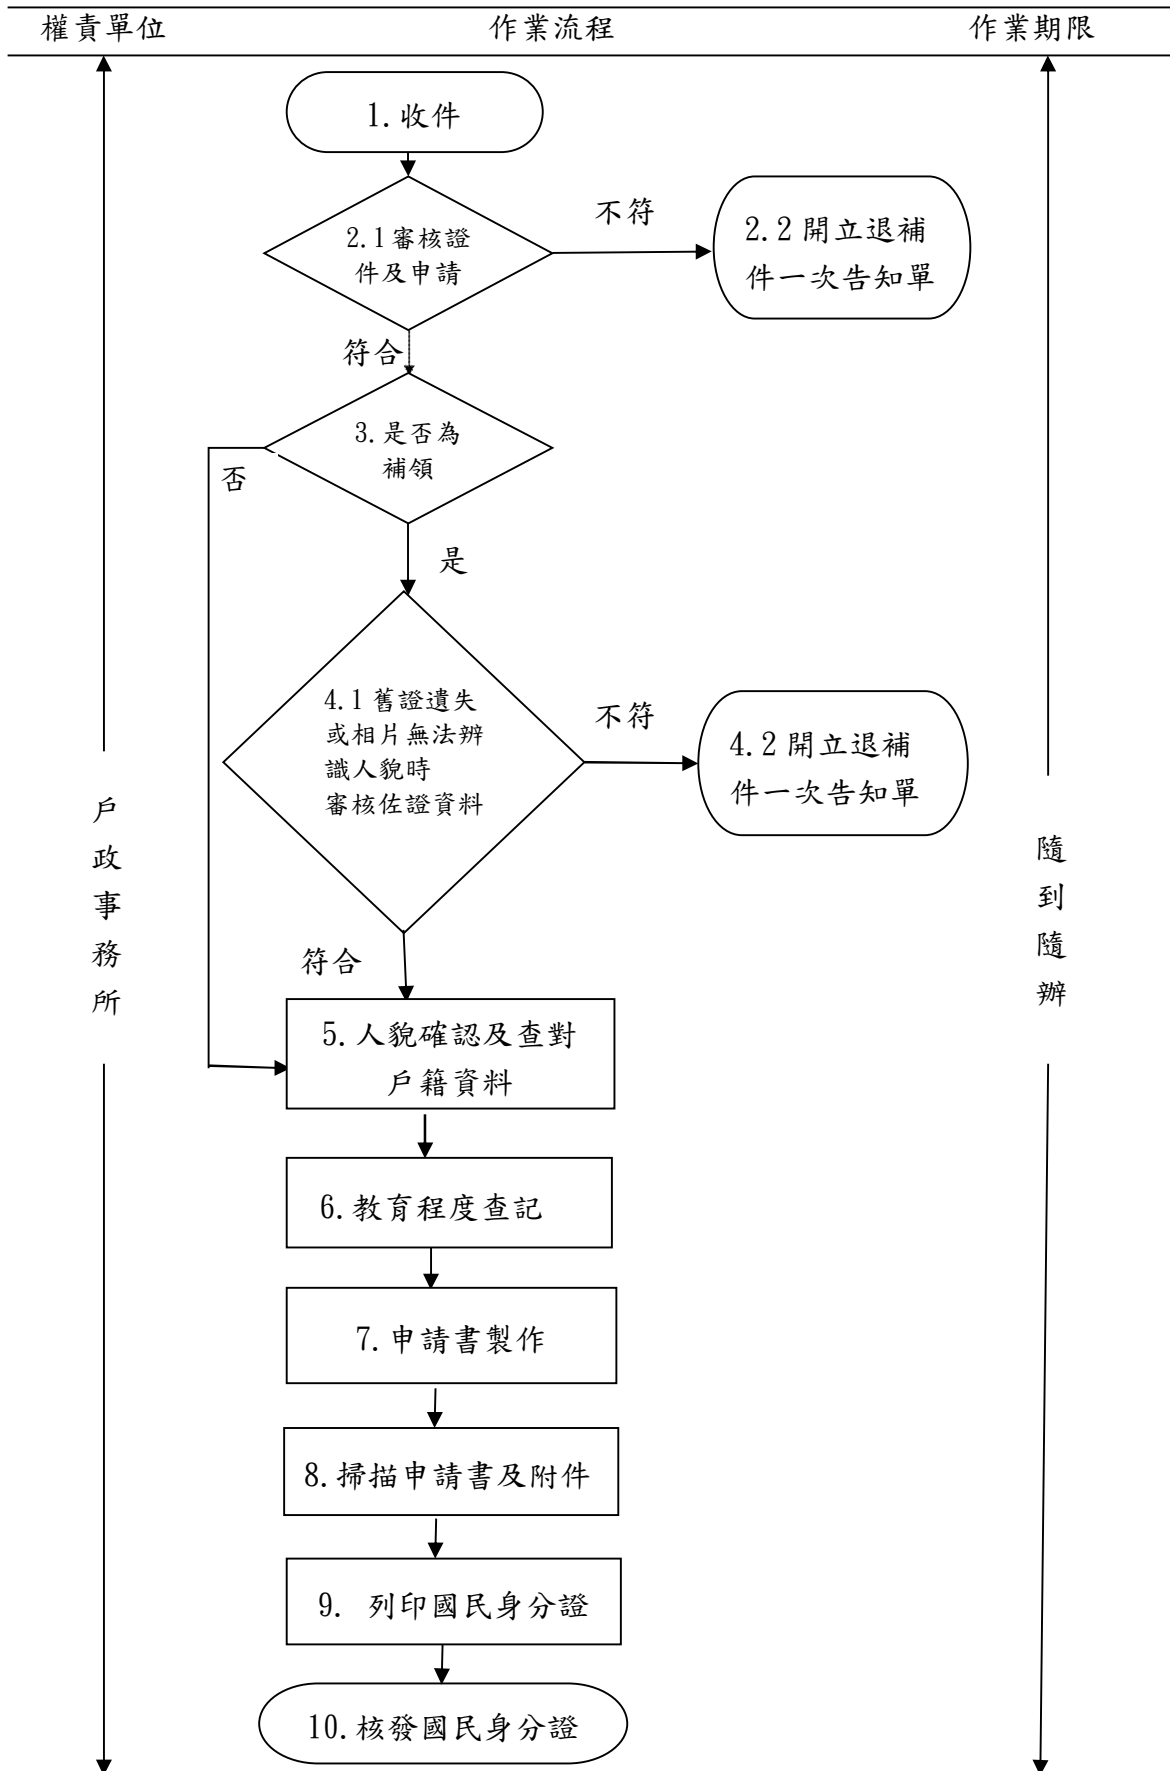 權責單位 作業流程 作業期限
1.收件
2.1審核證
件及申請
不符
2.2開立退補
件一次告知單
符合
3.是否為
補領
否
是
4.1舊證遺失
或相片無法辨
識人貌時
審核佐證資料
不符
4.2開立退補
件一次告知單
戶政事務所
隨到隨辦
符合
5.人貌確認及查對
戶籍資料
6.教育程度查記
7.申請書製作
8.掃描申請書及附件
9. 列印國民身分證
10.核發國民身分證